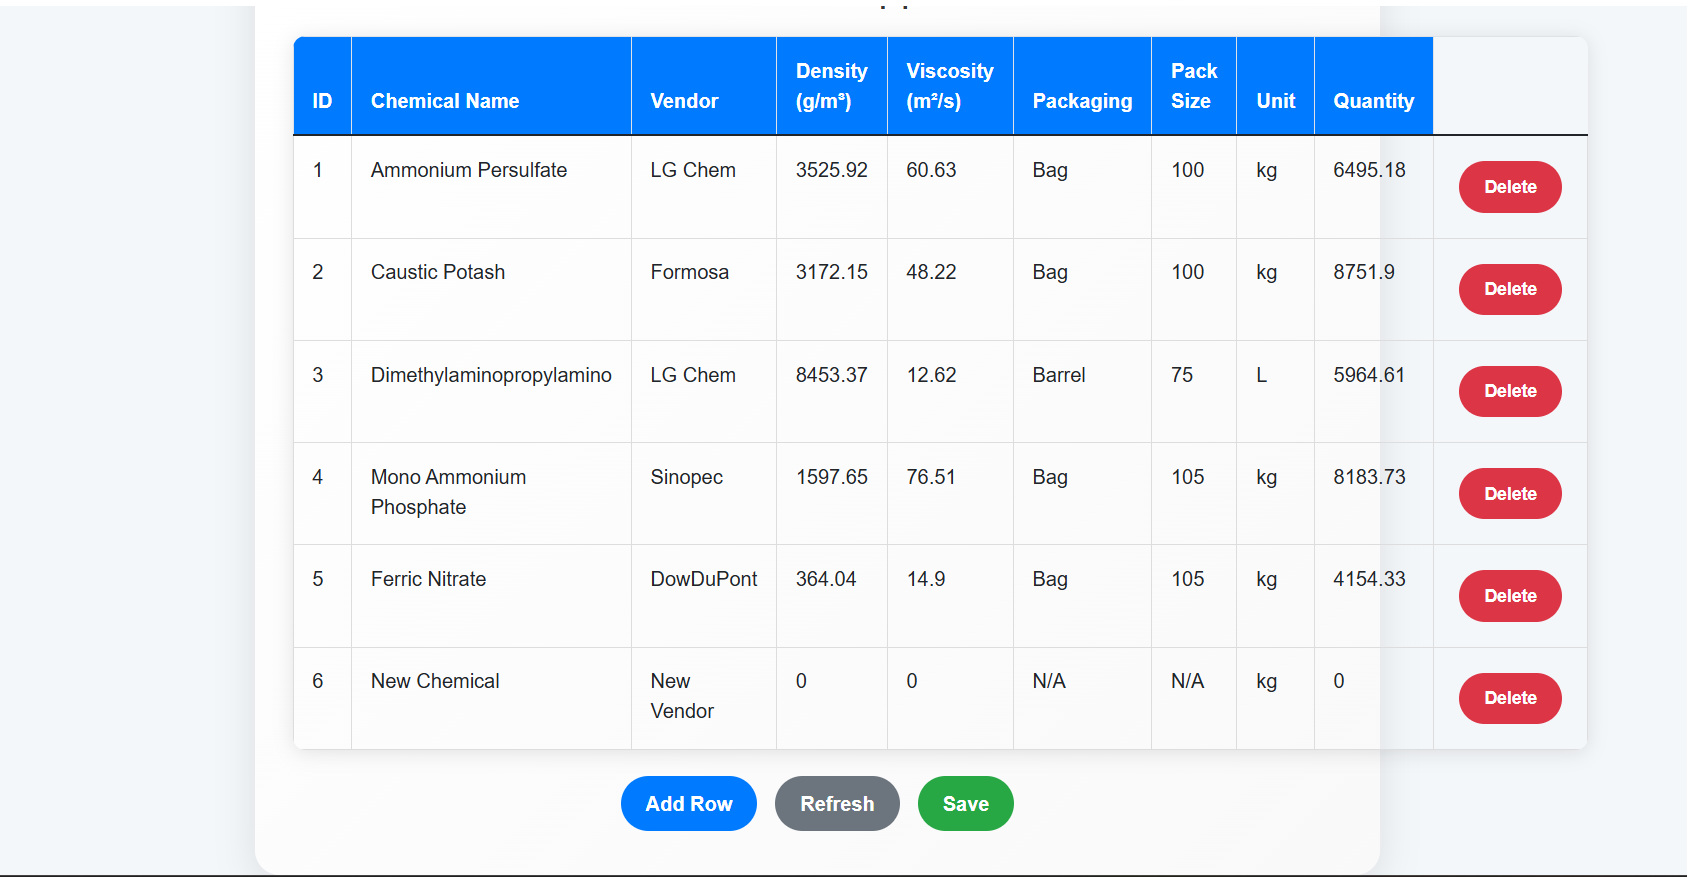 ID Chemical Name Vendor Density (g/m³) Viscosity (m²/s) Packaging Pack Size Unit Quantity
1 Ammonium Persulfate LG Chem 3525.92 60.63 Bag 100 kg 6495.18 Delete
2 Caustic Potash Formosa 3172.15 48.22 Bag 100 kg 8751.9 Delete
3 Dimethylaminopropylamino LG Chem 8453.37 12.62 Barrel 75 L 5964.61 Delete
4 Mono Ammonium Phosphate Sinopec 1597.65 76.51 Bag 105 kg 8183.73 Delete
5 Ferric Nitrate DowDuPont 364.04 14.9 Bag 105 kg 4154.33 Delete
6 New Chemical New Vendor 0 0 N/A N/A kg 0 Delete
Add Row Refresh Save